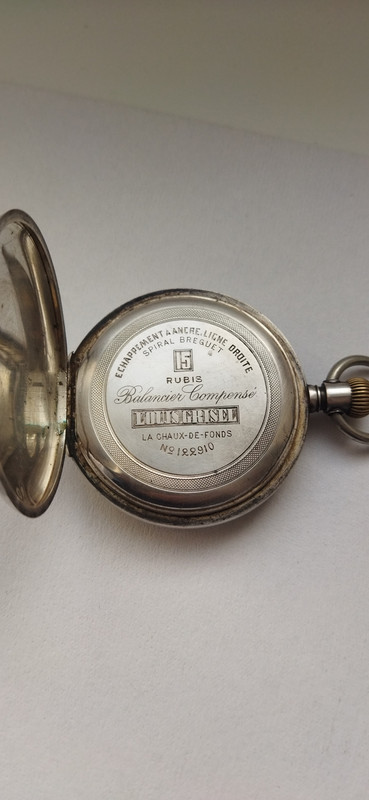 ECHAPPEMENT A ANCRE, LIGNE DROITE
SPIRAL BREGUET
15
RUBIS
Balancier Compensé
LOUIS GRISEL
LA CHAUX-DE-FONDS
No 122910